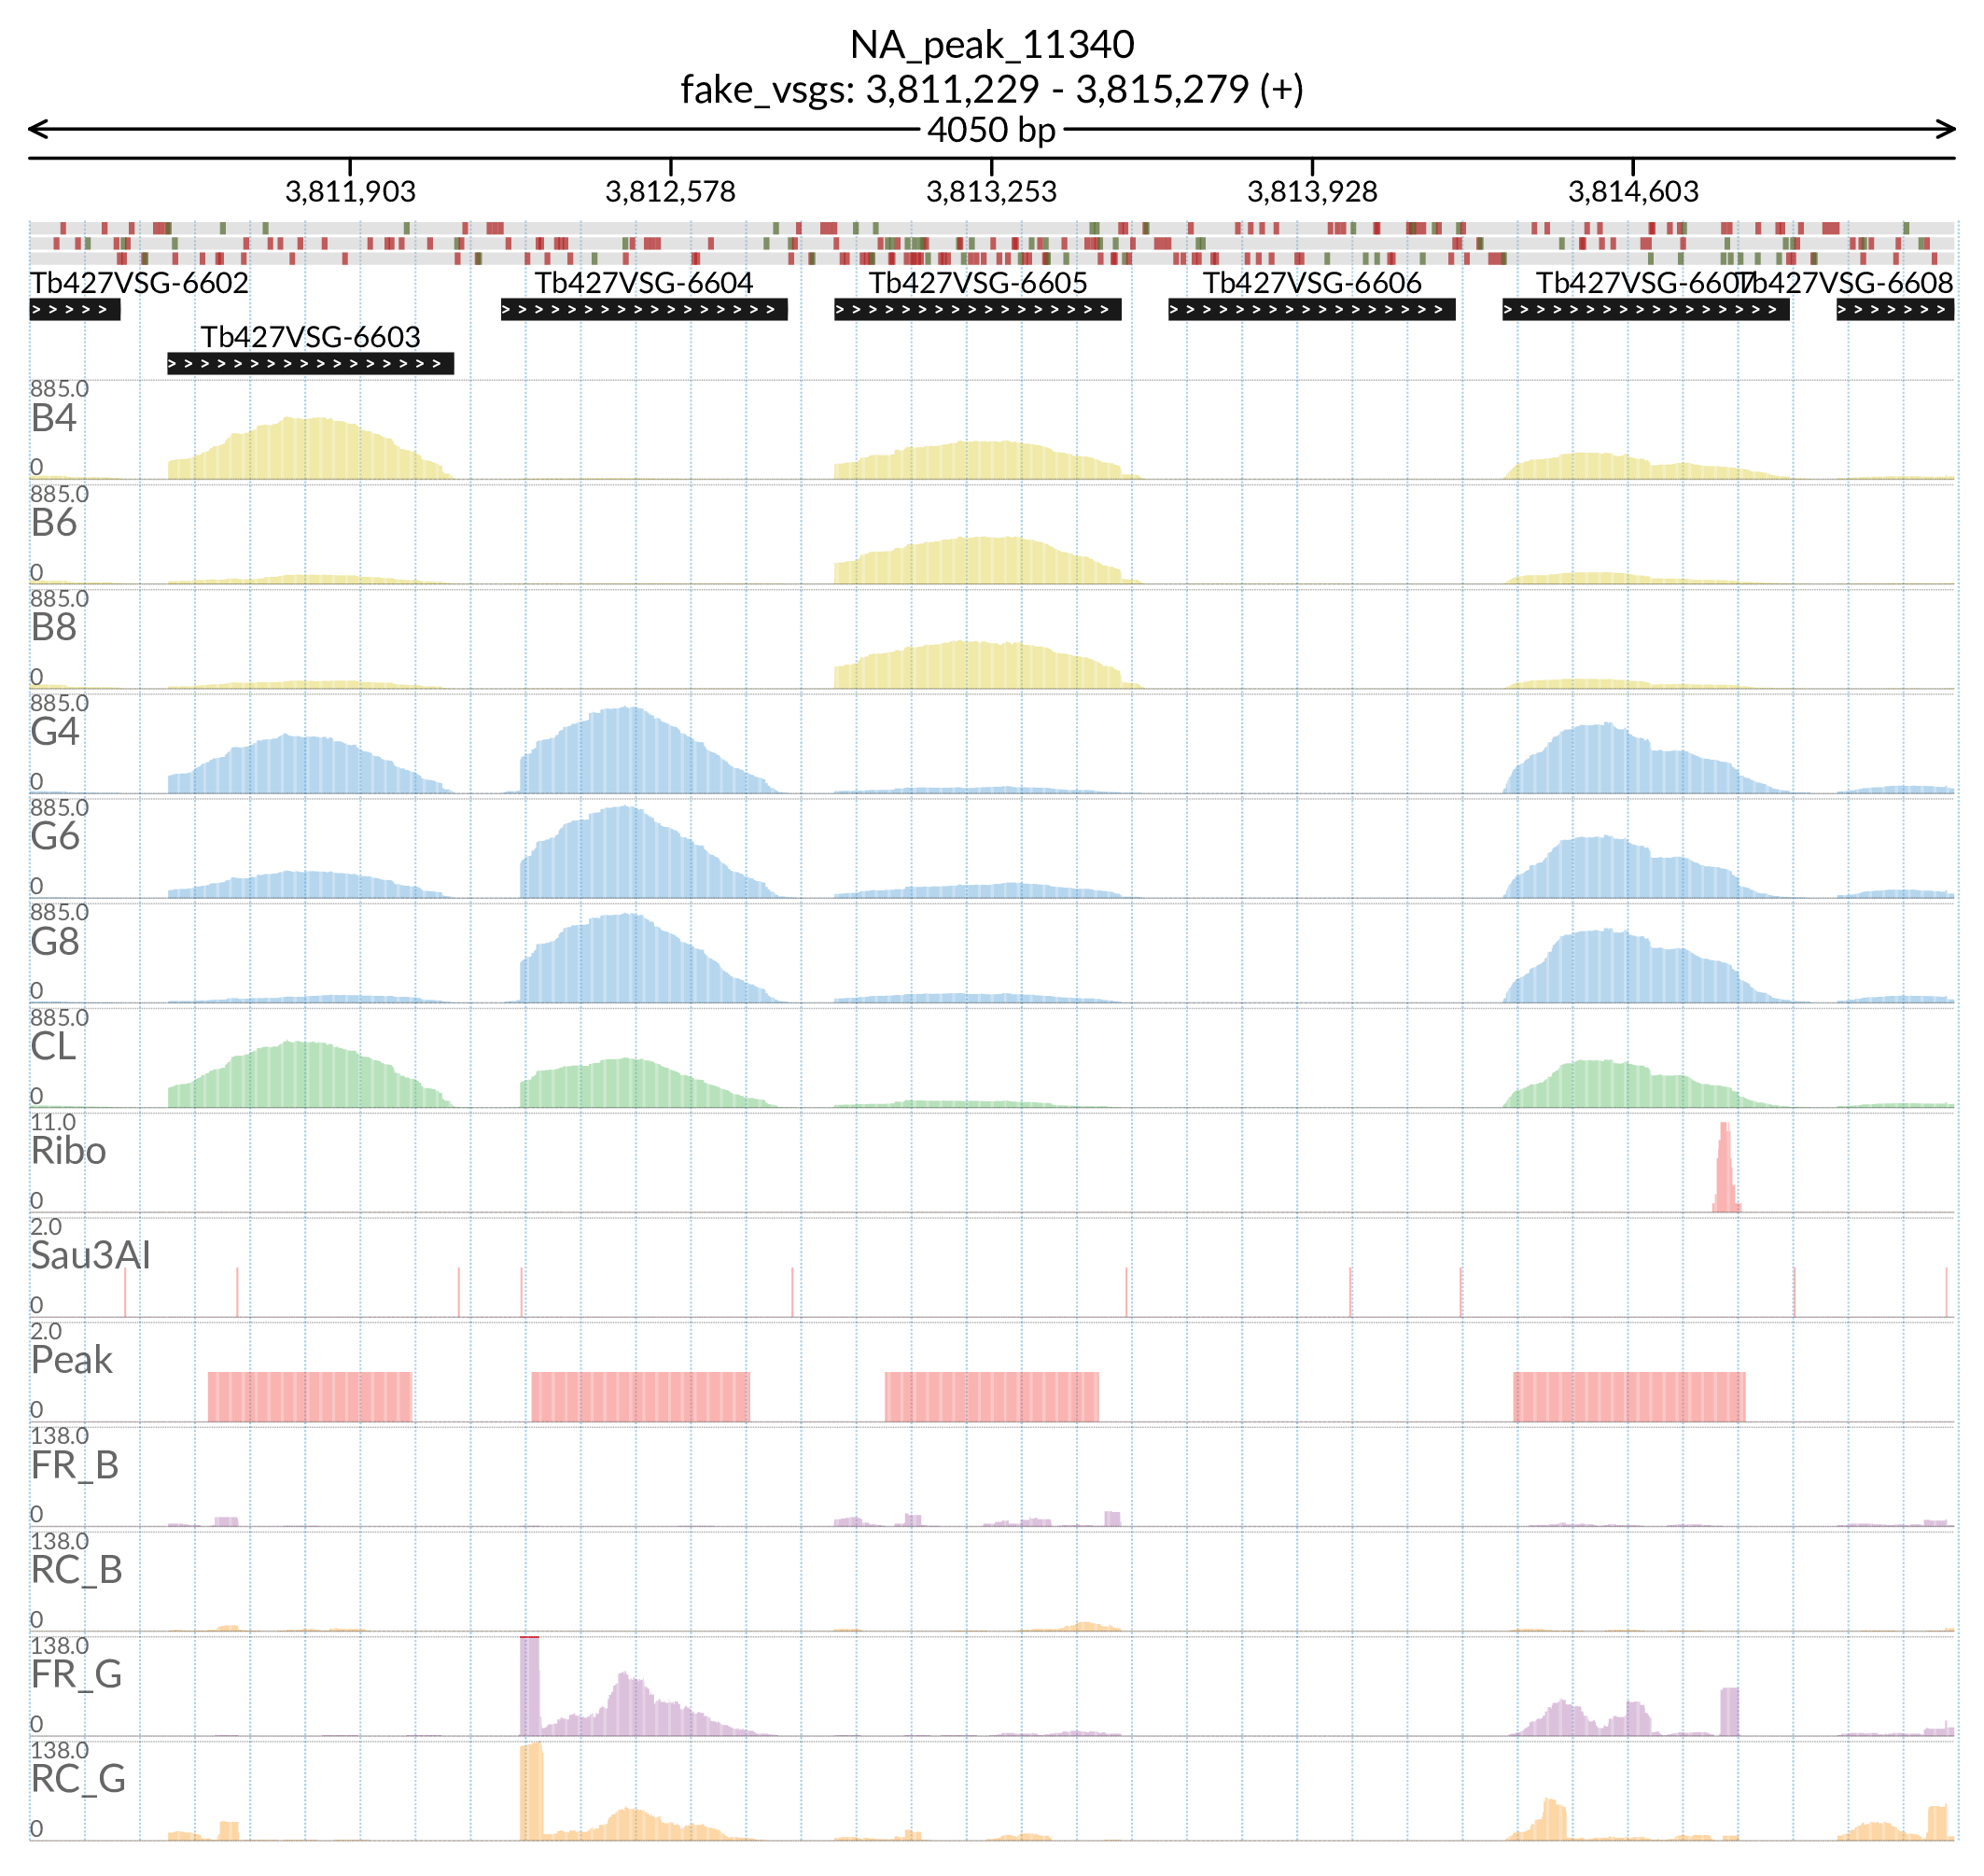 NA_peak_11340
fake_vsgs: 3,811,229 - 3,815,279 (+)
4050 bp
3,811,903 3,812,578 3,813,253 3,813,928 3,814,603
Tb427VSG-6602 Tb427VSG-6604 Tb427VSG-6605 Tb427VSG-6606 Tb427VSG-6607 Tb427VSG-6608
Tb427VSG-6603
885.0
B4
0
885.0
B6
0
885.0
B8
0
885.0
G4
0
885.0
G6
0
885.0
G8
0
885.0
CL
0
11.0
Ribo
0
2.0
Sau3AI
0
2.0
Peak
0
138.0
FR_B
0
138.0
RC_B
0
138.0
FR_G
0
138.0
RC_G
0